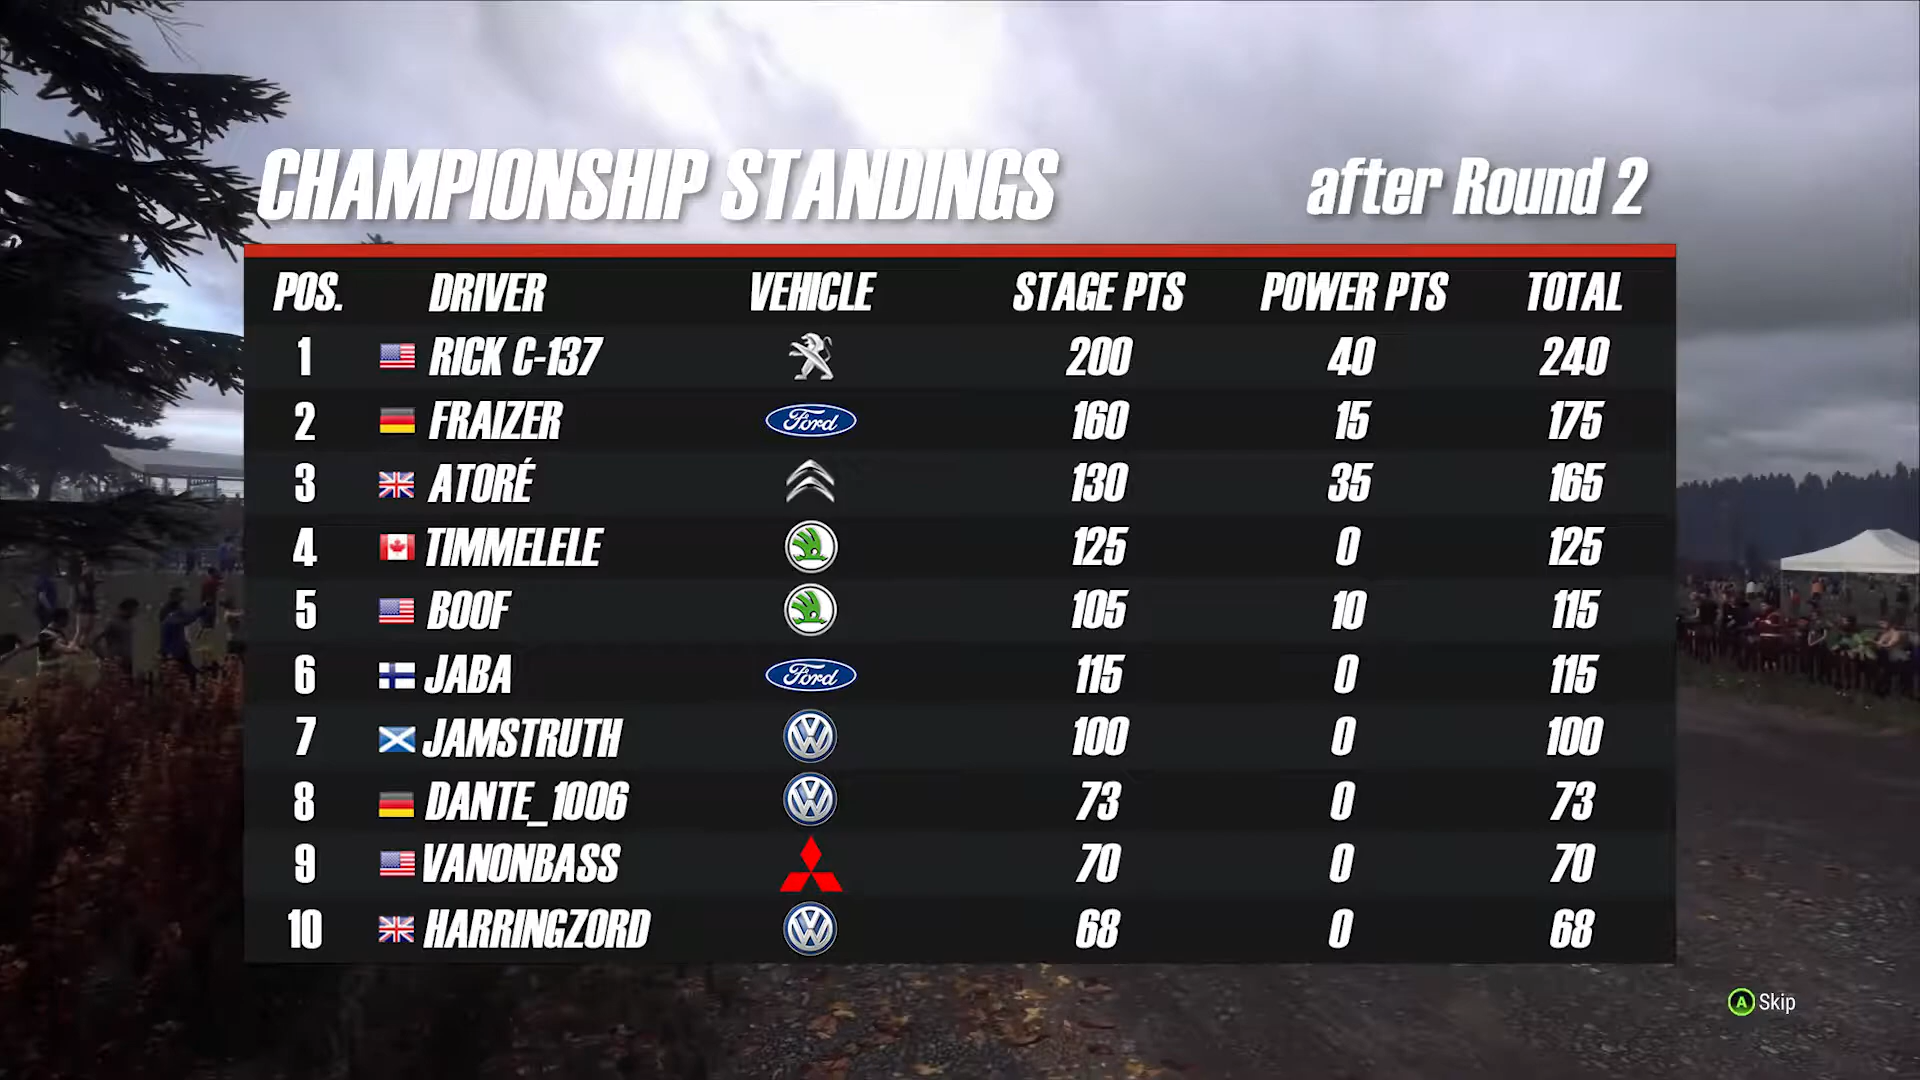 CHAMPIONSHIP STANDINGS after Round 2
POS. DRIVER VEHICLE STAGE PTS POWER PTS TOTAL
1 RICK C-137 200 40 240
2 FRAIZER Ford 160 15 175
3 ATORÉ 130 35 165
4 TIMMELELE 125 0 125
5 BOOF 105 10 115
6 JABA Ford 115 0 115
7 JAMSTRUTH VW 100 0 100
8 DANTE_1006 VW 73 0 73
9 VANONBASS 70 0 70
10 HARRINGZORD VW 68 0 68
A Skip